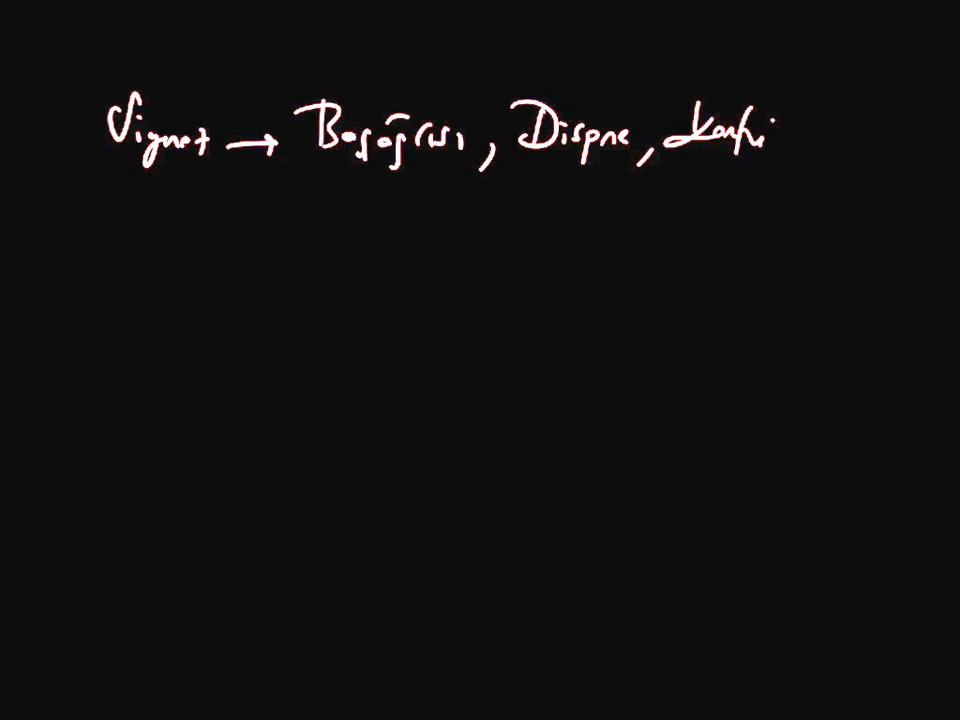 Vignet → Başağrısı, Dispne,